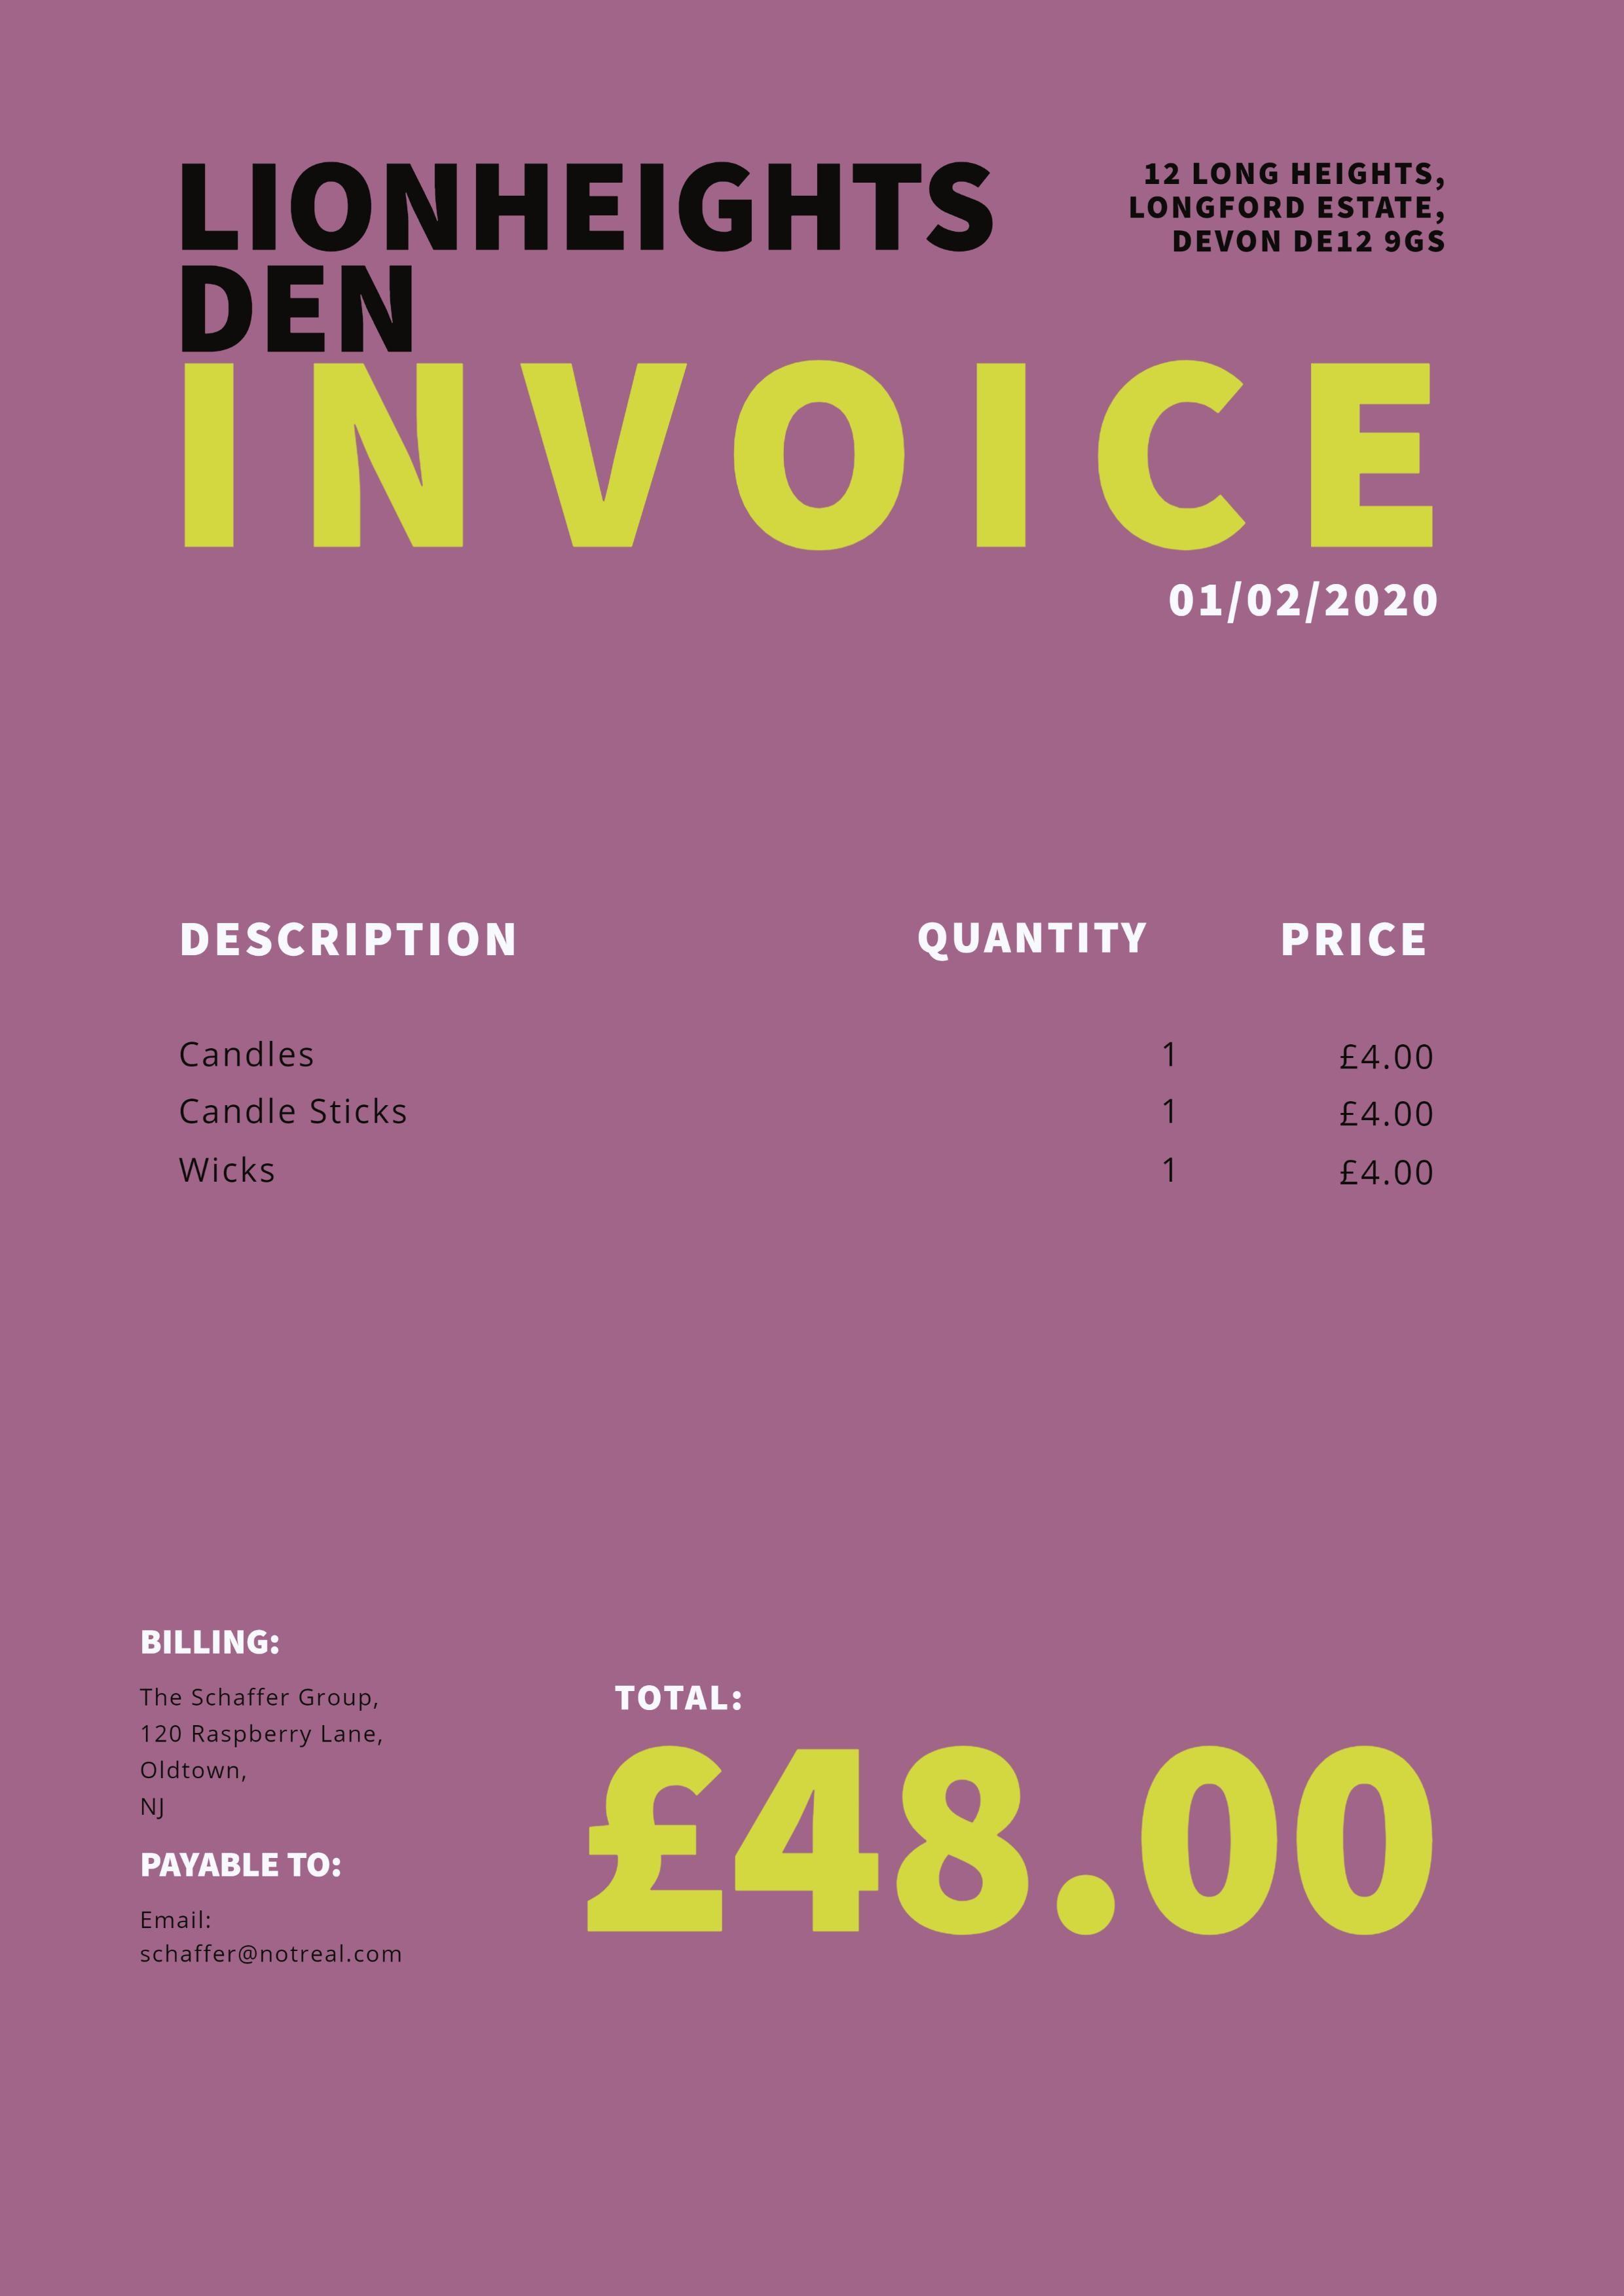 LIONHEIGHTS
DEN
12 LONG HEIGHTS,
LONGFORD ESTATE,
DEVON DE12 9GS
INVOICE
01/02/2020
DESCRIPTION QUANTITY PRICE
Candles 1 £4.00
Candle Sticks 1 £4.00
Wicks 1 £4.00
BILLING:
The Schaffer Group,
120 Raspberry Lane,
Oldtown,
NJ
PAYABLE TO:
Email:
schaffer@notreal.com
TOTAL:
£48.00